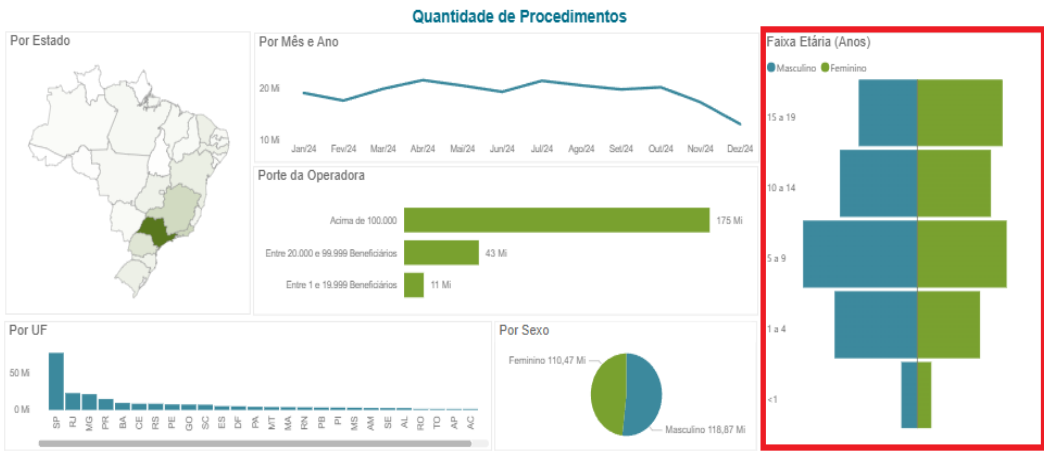 Quantidade de Procedimentos
Por Estado
Por Mês e Ano
20 Mi
10 Mi
Jan/24 Fev/24 Mar/24 Abr/24 Mai/24 Jun/24 Jul/24 Ago/24 Set/24 Out/24 Nov/24 Dez/24
Porte da Operadora
Acima de 100.000 175 Mi
Entre 20.000 e 99.999 Beneficiários 43 Mi
Entre 1 e 19.999 Beneficiários 11 Mi
Por UF
50 Mi
0 Mi
SP RJ MG PR BA CE RS PE GO SC ES DF PA MT MA RN PB PI MS AM SE AL RO TO AP AC
Por Sexo
Feminino 110,47 Mi
Masculino 118,87 Mi
Faixa Etária (Anos)
Masculino Feminino
15 a 19
10 a 14
5 a 9
1 a 4
<1